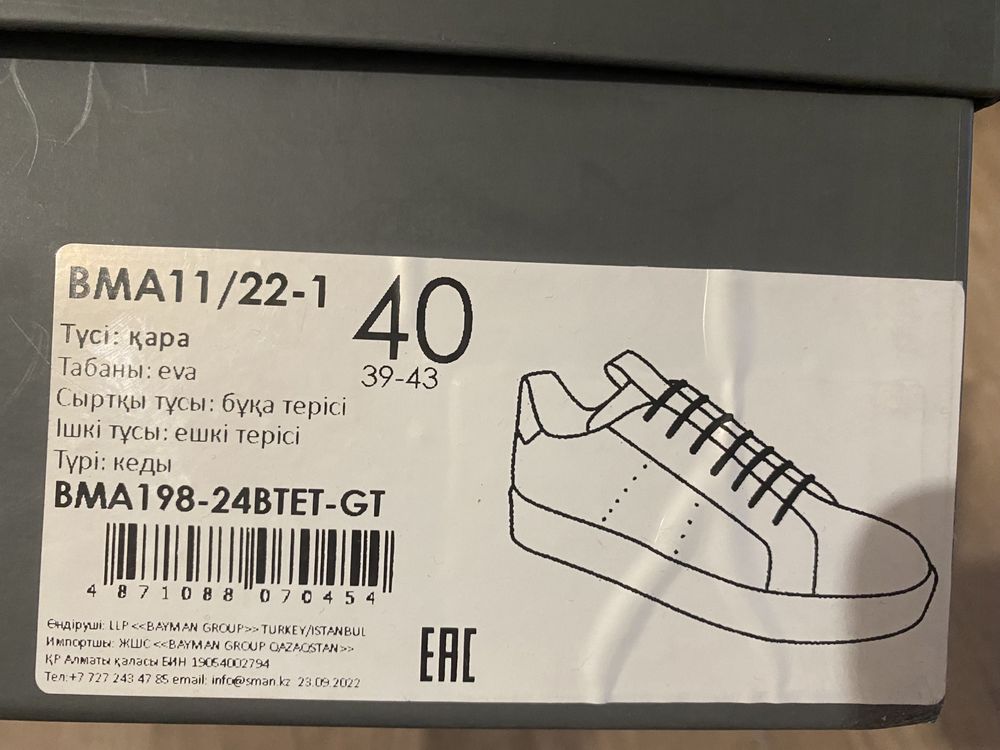 BMA11/22-1
40
39-43
Түсі: қара
Табаны: eva
Сыртқы тұсы: бұқа терісі
Ішкі тұсы: ешкі терісі
Түрі: кеды
BMA198-24BTET-GT
4 871088 070454
Өндіруші: LLP <<BAYMAN GROUP>> TURKEY/ISTANBUL
Импортшы: ЖШС <<BAYMAN GROUP QAZAQSTAN>>
ҚР Алматы қаласы БИН 19054002794
Тел:+7 727 243 47 85 email: info@sman.kz 23.09.2022
EAC